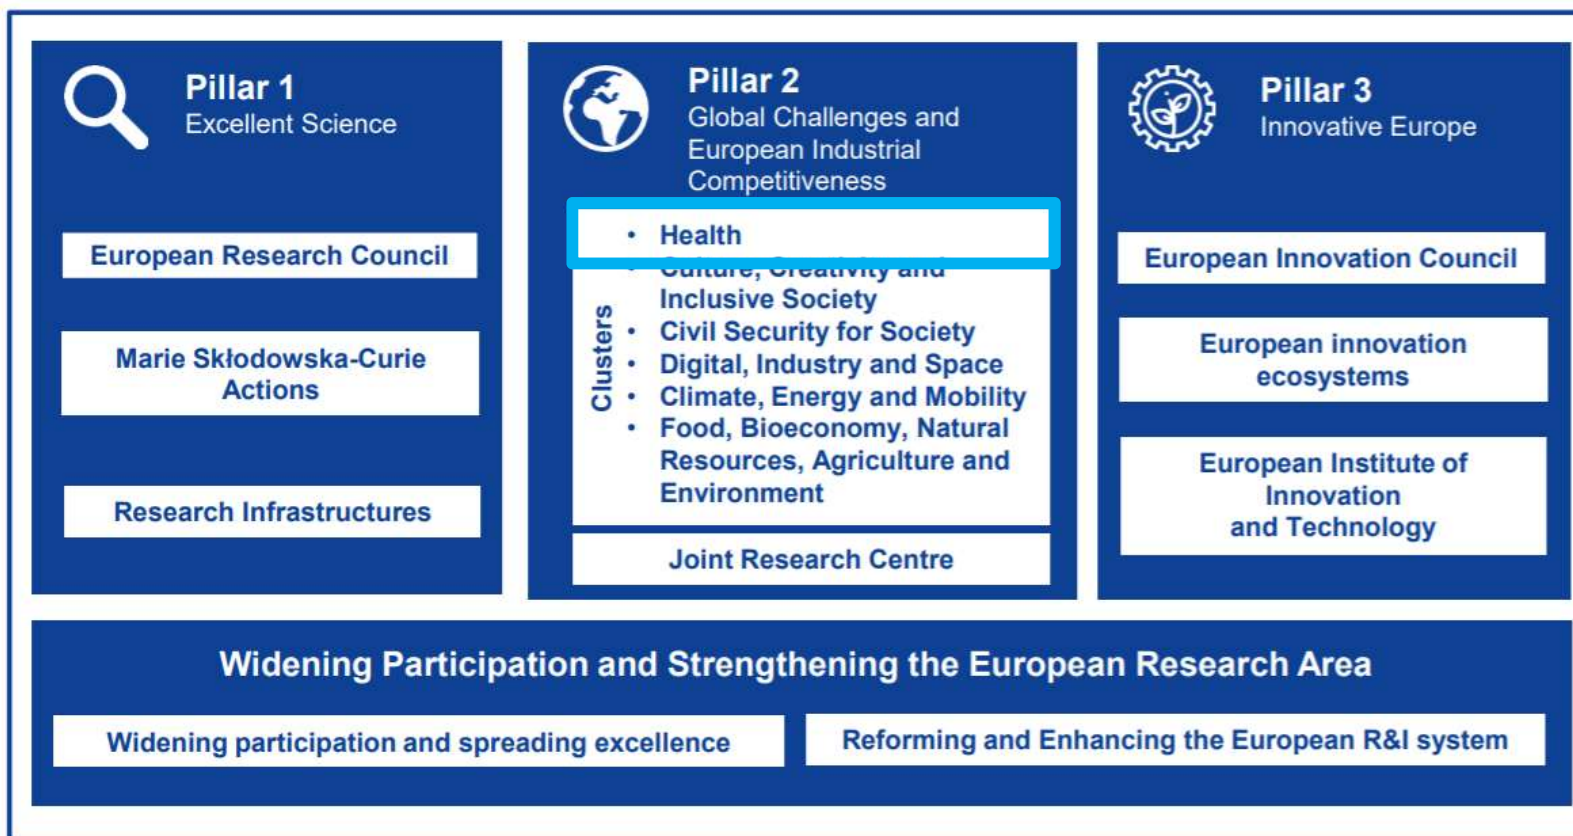 Pillar 1
Excellent Science
European Research Council
Marie Skłodowska-Curie
Actions
Research Infrastructures
Pillar 2
Global Challenges and
European Industrial
Competitiveness
Clusters
• Health
• Culture, Creativity and
Inclusive Society
• Civil Security for Society
• Digital, Industry and Space
• Climate, Energy and Mobility
• Food, Bioeconomy, Natural
Resources, Agriculture and
Environment
Joint Research Centre
Pillar 3
Innovative Europe
European Innovation Council
European innovation
ecosystems
European Institute of
Innovation
and Technology
Widening Participation and Strengthening the European Research Area
Widening participation and spreading excellence
Reforming and Enhancing the European R&I system